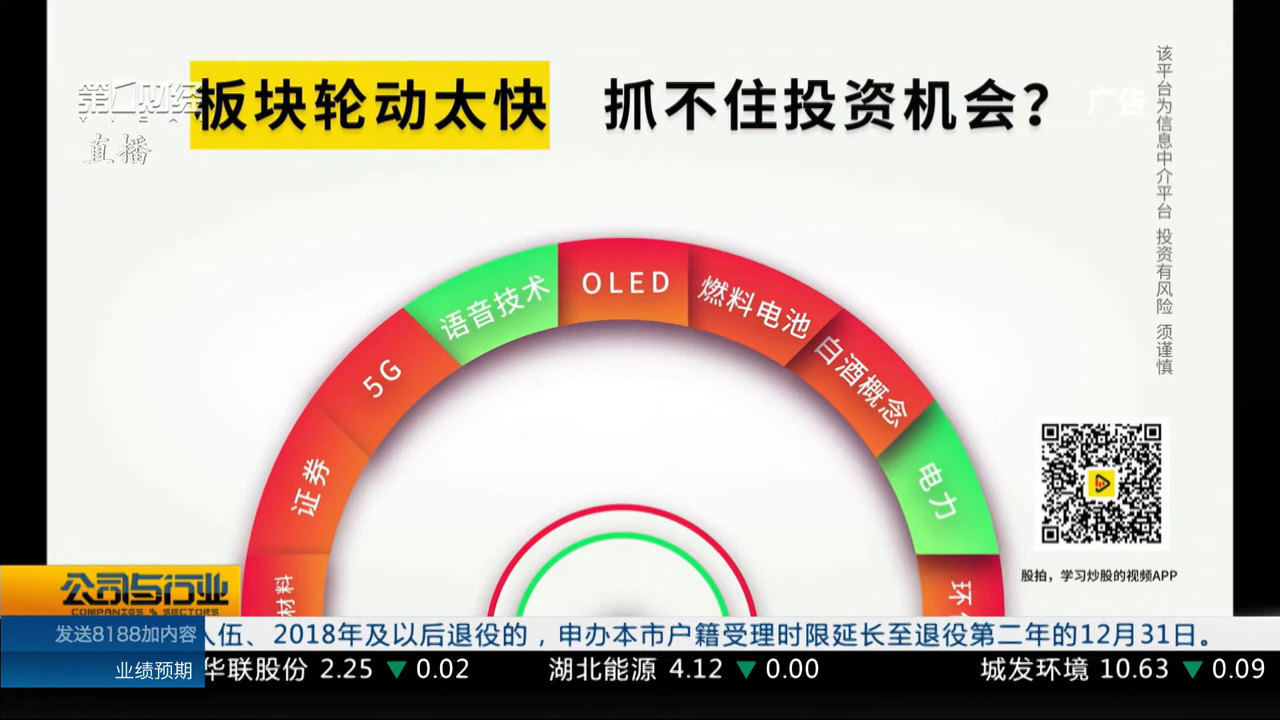 板块轮动太快 抓不住投资机会?
第一财经
直播
广告
该平台为信息中介平台 投资有风险 须谨慎
语音技术
OLED
燃料电池
白酒概念
5G
电力
证券
材料
环
股拍，学习炒股的视频APP
公司与行业
COMPANIES & SECTORS
发送8188加内容
伍、2018年及以后退役的，申办本市户籍受理时限延长至退役第二年的12月31日。
业绩预期
华联股份 2.25 ▼ 0.02 湖北能源 4.12 ▼ 0.00 城发环境 10.63 ▼ 0.09